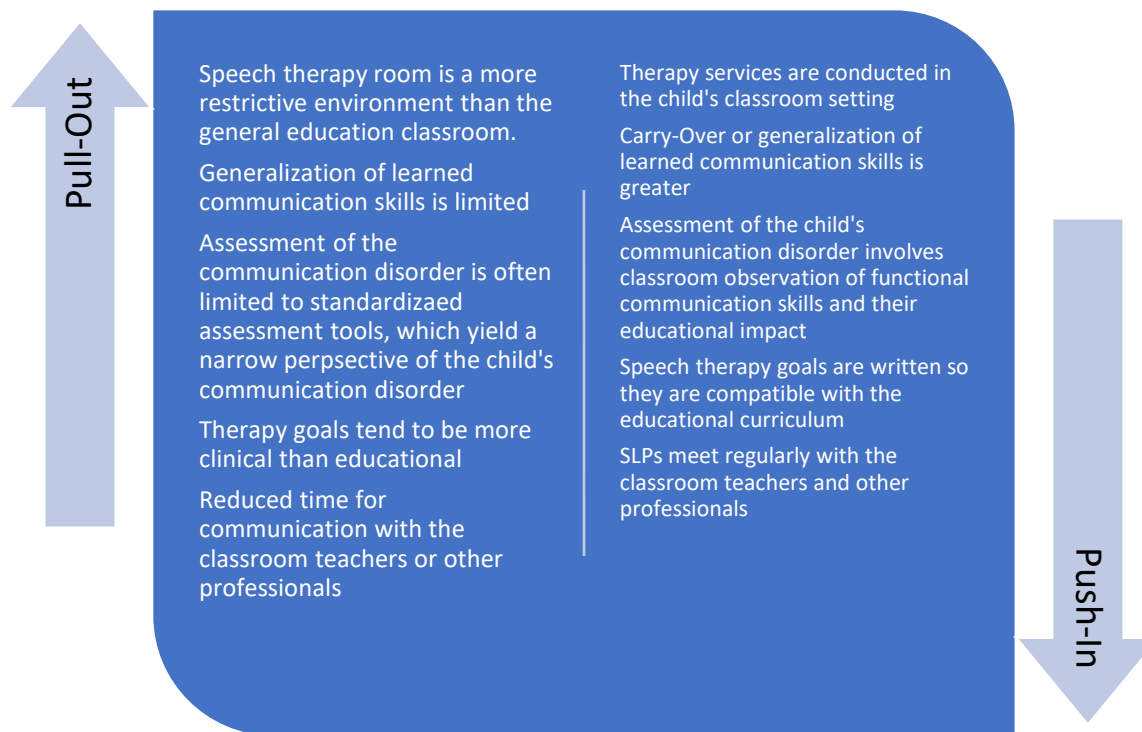 Pull-Out
Speech therapy room is a more
restrictive environment than the
general education classroom.
Generalization of learned
communication skills is limited
Assessment of the
communication disorder is often
limited to standardizaed
assessment tools, which yield a
narrow perpsective of the child's
communication disorder
Therapy goals tend to be more
clinical than educational
Reduced time for
communication with the
classroom teachers or other
professionals
Therapy services are conducted in
the child's classroom setting
Carry-Over or generalization of
learned communication skills is
greater
Assessment of the child's
communication disorder involves
classroom observation of functional
communication skills and their
educational impact
Speech therapy goals are written so
they are compatible with the
educational curriculum
SLPs meet regularly with the
classroom teachers and other
professionals
Push-In